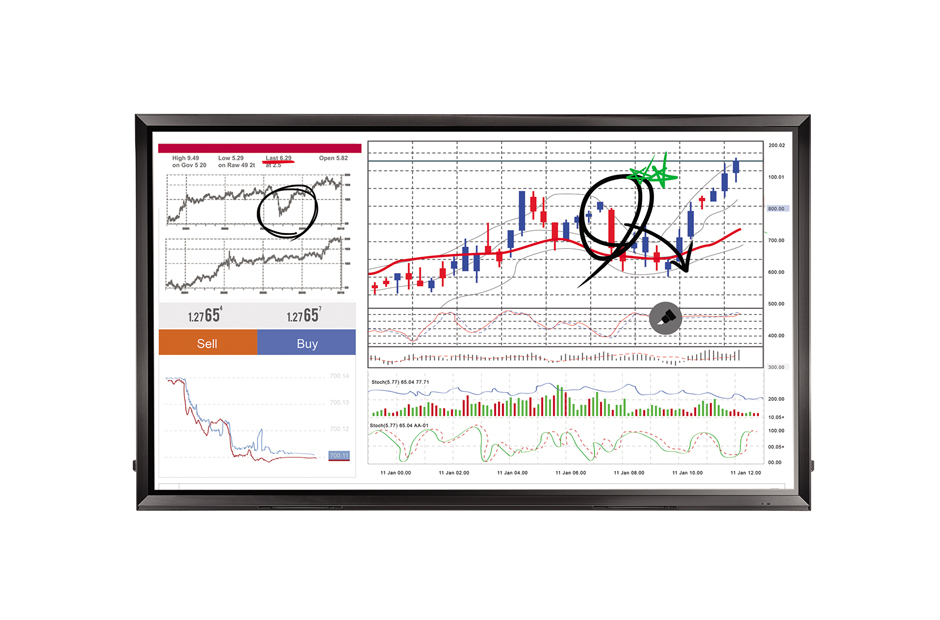 High 9.49 Low 5.29 Last 6.29 Open 5.82
on Gov 5 20 on Raw 49 2t at 2.5
1.27 65 4 1.27 65 7
Sell Buy
700.14
700.13
700.12
700.11
200.02
100.01
800.00
700.00
600.00
500.00
400.00
300.00
Stoch(5.77) 65.04 77.71
200.00
10.05+
Stoch(5.77) 65.04 AA-01
100.00
00.05+
00.00
11 Jan 00.00 11 Jan 02.00 11 Jan 04.00 11 Jan 06.00 11 Jan 08.00 11 Jan 10.00 11 Jan 12.00